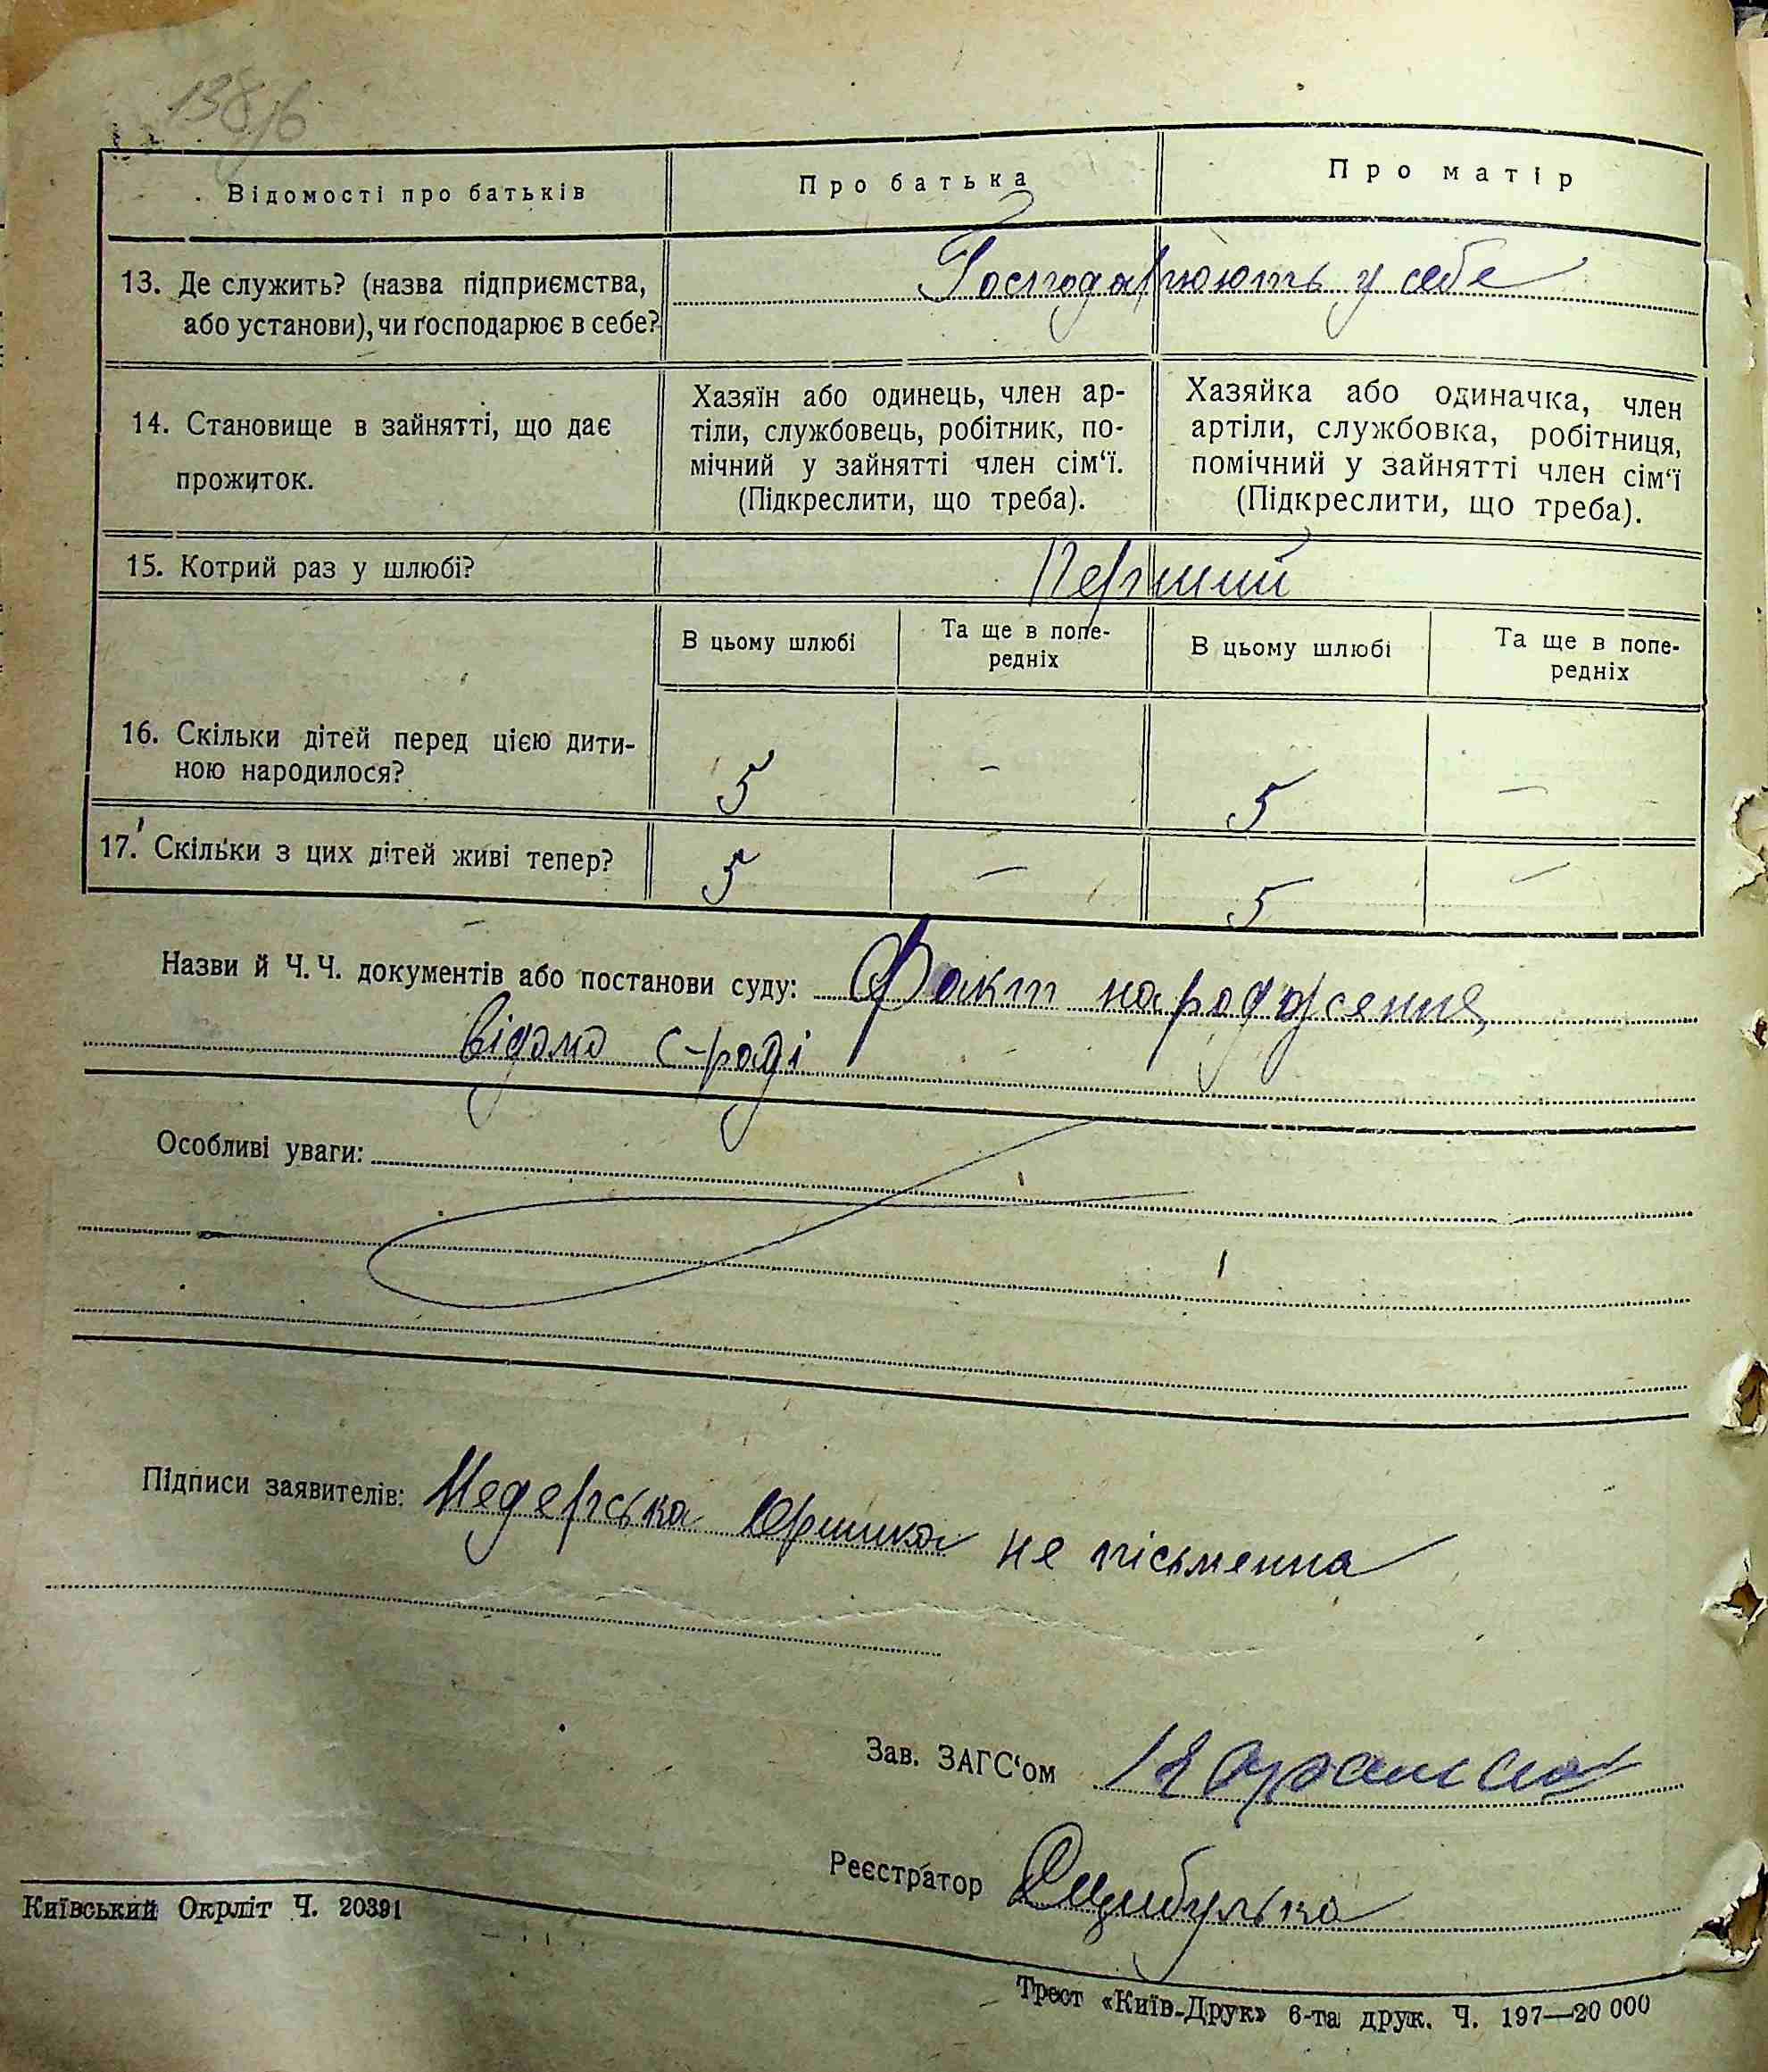 Відомості про батьків
Про батька
Про матір
13. Де служить? (назва підприємства,
або установи), чи господарює в себе?
Господарюють у себе
14. Становище в зайнятті, що дає
прожиток.
Хазяїн або одинець, член ар-
тіли, службовець, робітник, по-
мічний у зайнятті член сім‘ї.
(Підкреслити, що треба).
Хазяйка або одиначка, член
артіли, службовка, робітниця,
помічний у зайнятті член сім‘ї
(Підкреслити, що треба).
15. Котрий раз у шлюбі?
Перший
В цьому шлюбі
Та ще в попе-
редніх
В цьому шлюбі
Та ще в попе-
редніх
16. Скільки дітей перед цією дити-
ною народилося?
5 – 5 –
17. Скільки з цих дітей живі тепер?
5 – 5 –
Назви й Ч. Ч. документів або постанови суду: Факт народження
відомо с-раді
Особливі уваги:
Підписи заявителів: Медерська не письменна
Зав. ЗАГС‘ом
Реєстратор
Київський Окрліт Ч. 20391
Трест «Київ-Друк» 6-та друк. Ч. 197—20 000